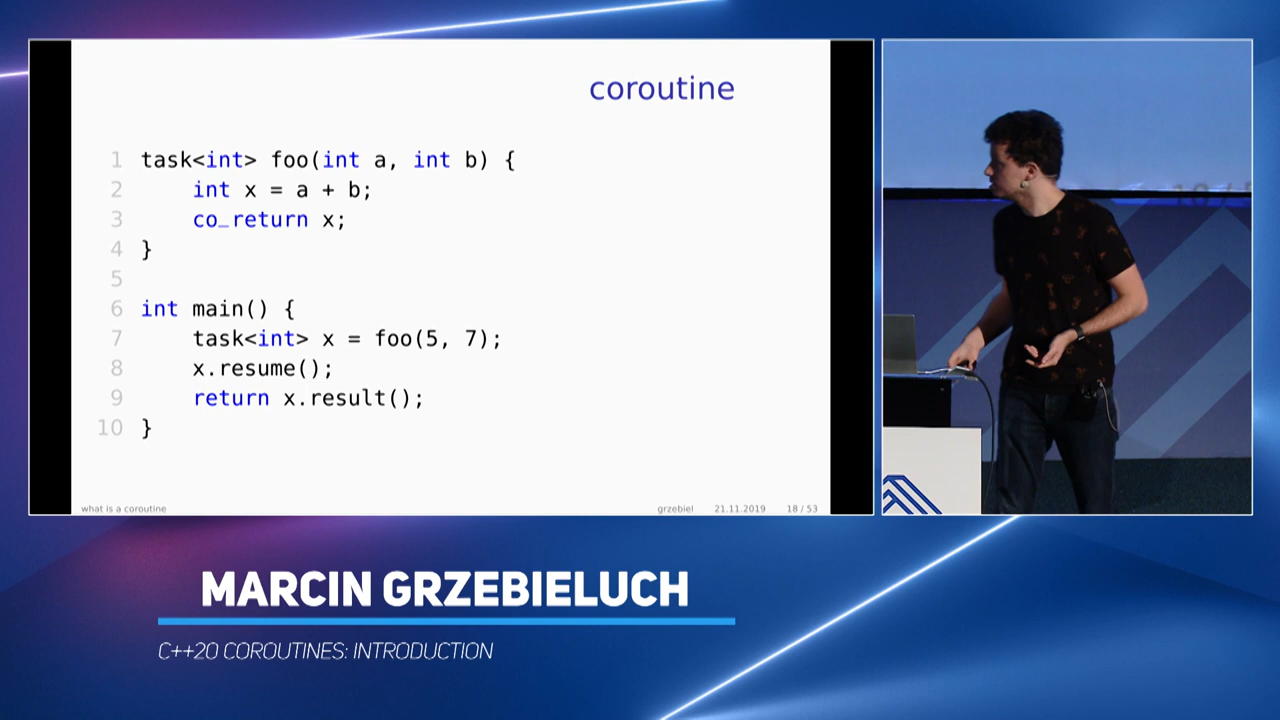 coroutine
1 task<int> foo(int a, int b) {
2 int x = a + b;
3 co_return x;
4 }
5
6 int main() {
7 task<int> x = foo(5, 7);
8 x.resume();
9 return x.result();
10 }
what is a coroutine
grzebiel 21.11.2019 18 / 53
MARCIN GRZEBIELUCH
C++20 COROUTINES: INTRODUCTION